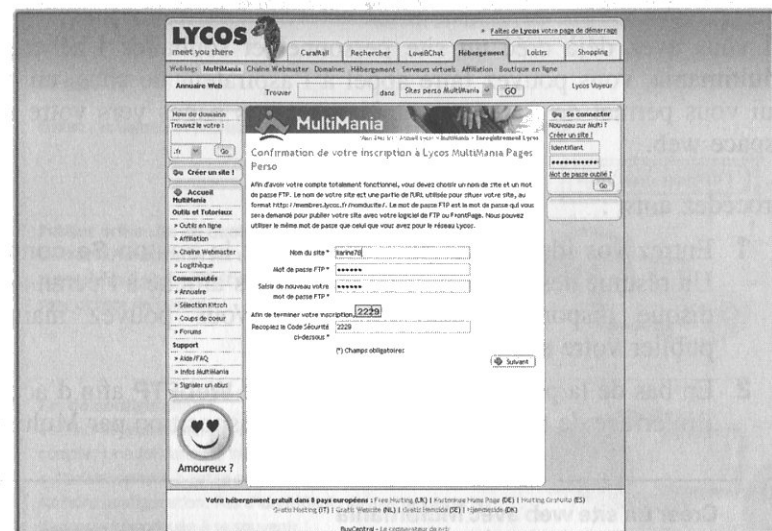 LYCOS
meet you there
» Faites de Lycos votre page de démarrage
CaraMail Rechercher Love@Chat Hébergement Loisirs Shopping
Weblogs MultiMania Chaîne Webmaster Domaines Hébergement Serveurs virtuels Affiliation Boutique en ligne
Annuaire Web
Trouver dans Sites perso MultiMania GO
Lycos Voyeur
Nom de domaine
Trouvez le votre :
.fr Go
Ou Créer un site !
Accueil
MultiMania
Outils et Tutoriaux
» Outils en ligne
» Affiliation
» Chaîne Webmaster
» Logithèque
Communautés
» Annuaire
» Sélection Kitsch
» Coups de coeur
» Forums
Support
» Aide/FAQ
» Infos MultiMania
» Signaler un abus
Amoureux ?
MultiMania
Confirmation de votre inscription à Lycos MultiMania Pages
Perso
Afin d'avoir votre compte totalement fonctionnel, vous devez choisir un nom de site et un mot
de passe FTP. Le nom de votre site est une partie de l'URL utilisée pour situer votre site, au
format http://membres.lycos.fr/nomdusite/. Le mot de passe FTP est le mot de passe qui vous
sera demandé pour publier votre site avec votre logiciel de FTP ou FrontPage. Vous pouvez
utiliser le même mot de passe que celui que vous avez pour le réseau Lycos.
Nom du site * karine78
Mot de passe FTP * ••••••
Saisir de nouveau votre ••••••
mot de passe FTP *
Afin de terminer votre inscription, 2229
Recopiez le Code Sécurité 2229
ci-dessous *
(*) Champs obligatoires
Suivant
Ou Se connecter
Nouveau sur Multi ?
Créer un site !
Identifiant
Mot de passe oublié ?
Go
Votre hébergement gratuit dans 8 pays européens : Free Hosting (UK) | Kostenlose Home Page (DE) | Hosting Gratuito (ES)
Gratis Hosting (IT) | Gratis Website (NL) | Gratis Hemsida (SE) | Hjemmeside (DK)